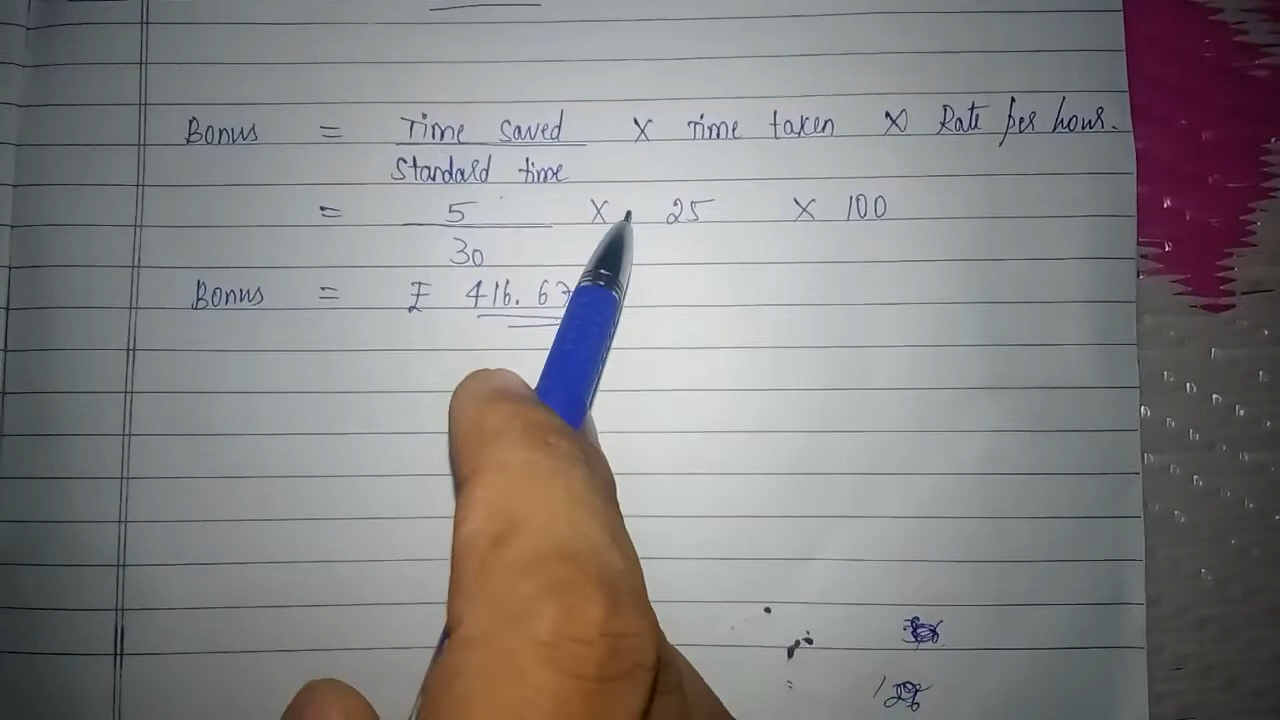 Bonus = Time Saved / Standard time X Time taken X Rate per hour.
= 5 / 30 X 25 X 100
Bonus = ₹ 416.67